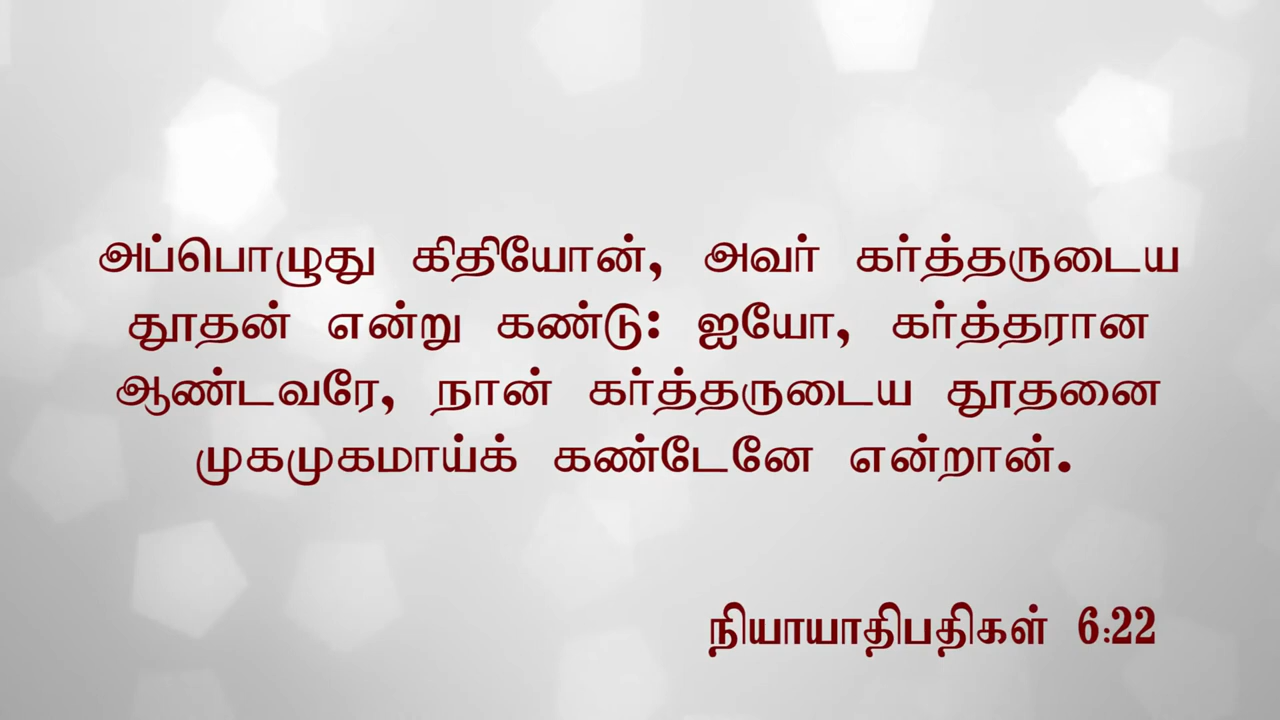 அப்பொழுது கிதியோன், அவர் கர்த்தருடைய
தூதன் என்று கண்டு: ஐயோ, கர்த்தரான
ஆண்டவரே, நான் கர்த்தருடைய தூதனை
முகமுகமாய்க் கண்டேனே என்றான்.
நியாயாதிபதிகள் 6:22